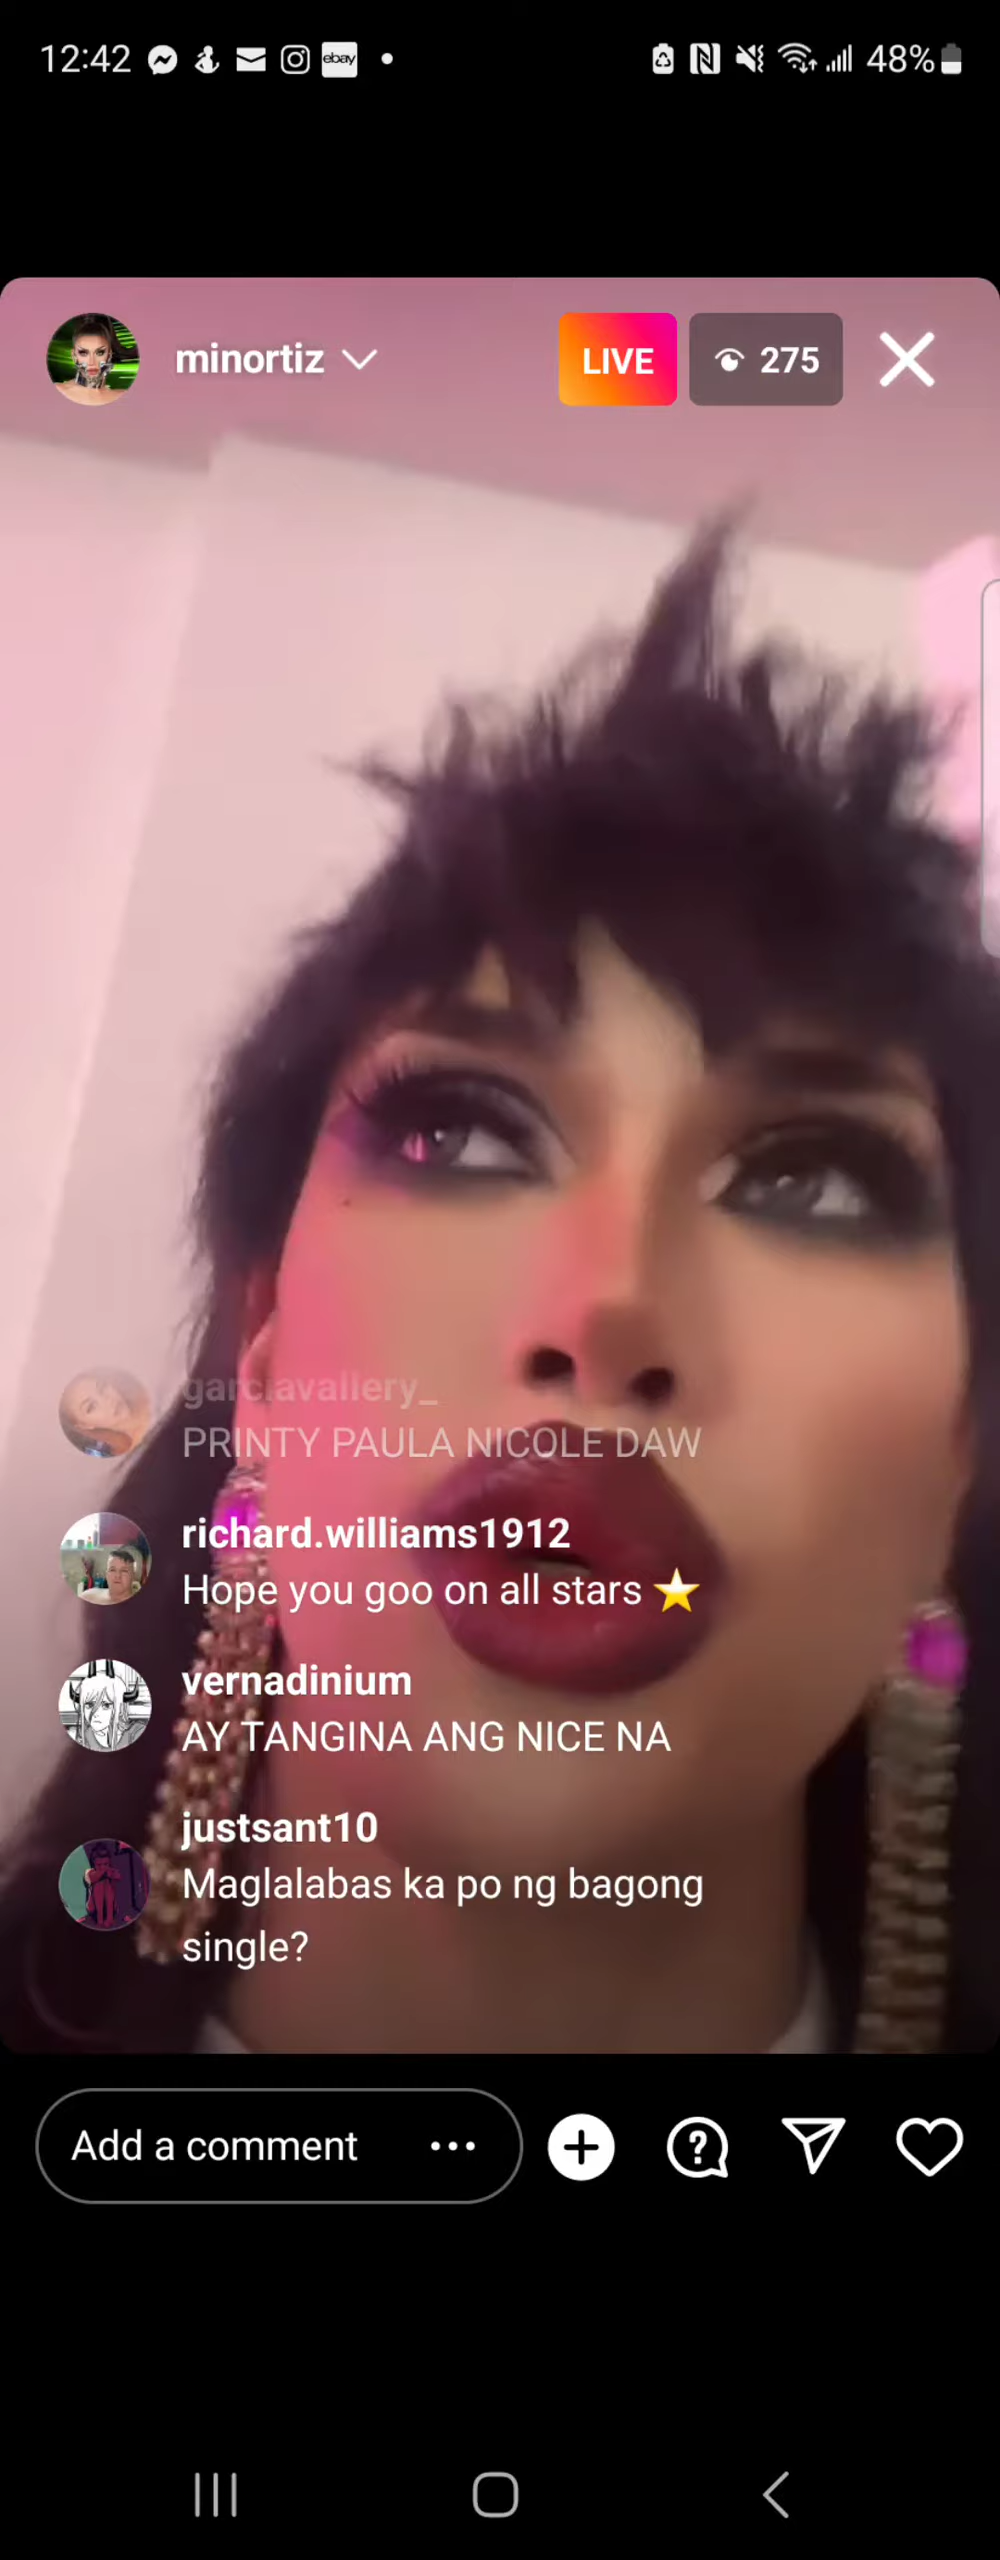 12:42
ebay
48%
minortiz
LIVE
275
garciavallery_
PRINTY PAULA NICOLE DAW
richard.williams1912
Hope you goo on all stars ⭐
vernadinium
AY TANGINA ANG NICE NA
justsant10
Maglalabas ka po ng bagong
single?
Add a comment